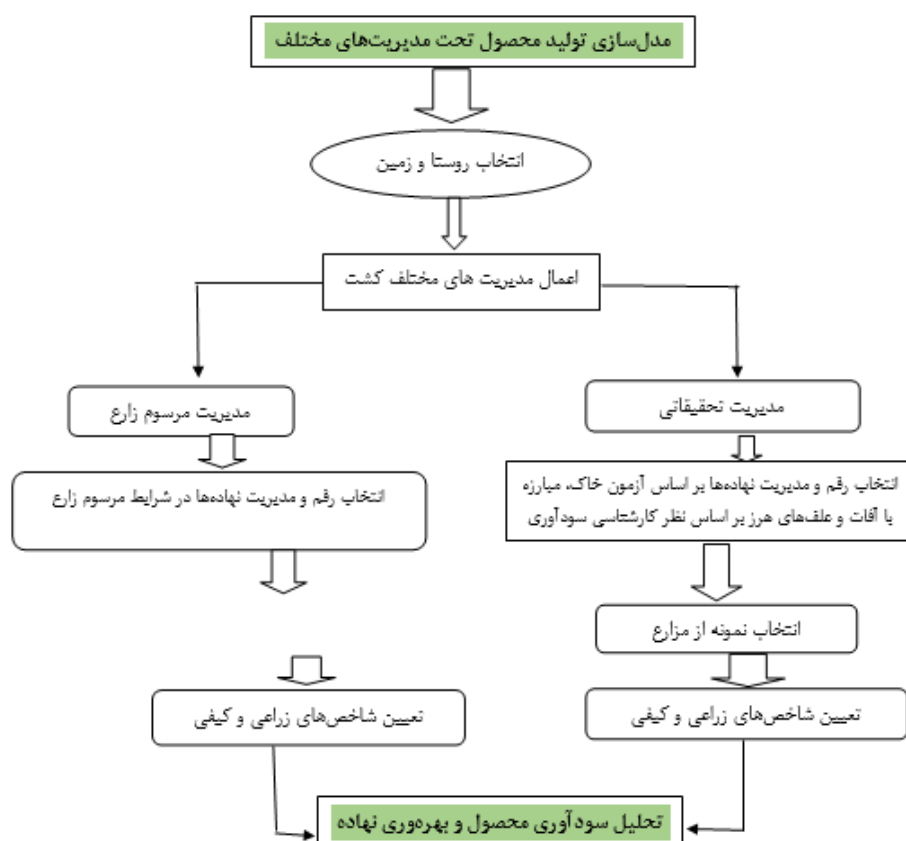 مدل‌سازی تولید محصول تحت مدیریت‌های مختلف
انتخاب روستا و زمین
اعمال مدیریت های مختلف کشت
مدیریت تحقیقاتی
مدیریت مرسوم زارع
انتخاب رقم و مدیریت نهاده‌ها بر اساس آزمون خاک، مبارزه
با آفات و علف‌های هرز بر اساس نظر کارشناسی سودآوری
انتخاب رقم و مدیریت نهاده‌ها در شرایط مرسوم زارع
انتخاب نمونه از مزارع
تعیین شاخص‌های زراعی و کیفی
تعیین شاخص‌های زراعی و کیفی
تحلیل سودآوری محصول و بهره‌وری نهاده